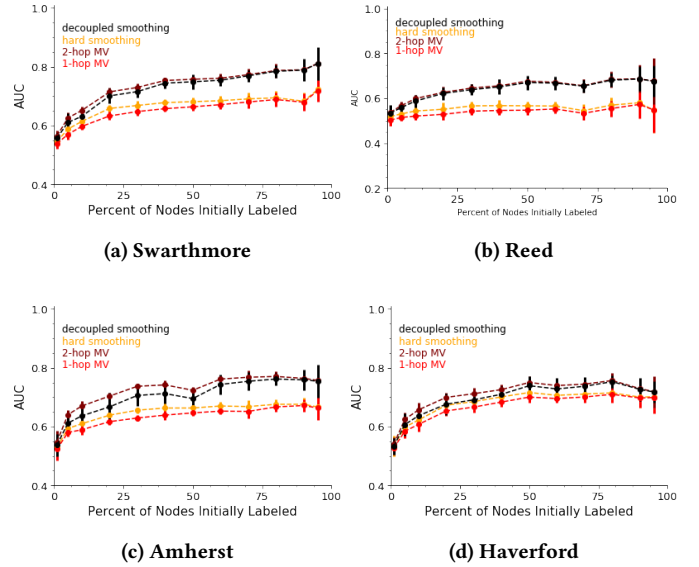 1.0
0.8
0.6
0.4
AUC
decoupled smoothing
hard smoothing
2-hop MV
1-hop MV
0 25 50 75 100
Percent of Nodes Initially Labeled
(a) Swarthmore
1.0
0.8
0.6
0.4
0.2
AUC
decoupled smoothing
hard smoothing
2-hop MV
1-hop MV
0 25 50 75 100
Percent of Nodes Initially Labeled
(b) Reed
1.0
0.8
0.6
0.4
AUC
decoupled smoothing
hard smoothing
2-hop MV
1-hop MV
0 25 50 75 100
Percent of Nodes Initially Labeled
(c) Amherst
1.0
0.8
0.6
0.4
AUC
decoupled smoothing
hard smoothing
2-hop MV
1-hop MV
0 25 50 75 100
Percent of Nodes Initially Labeled
(d) Haverford